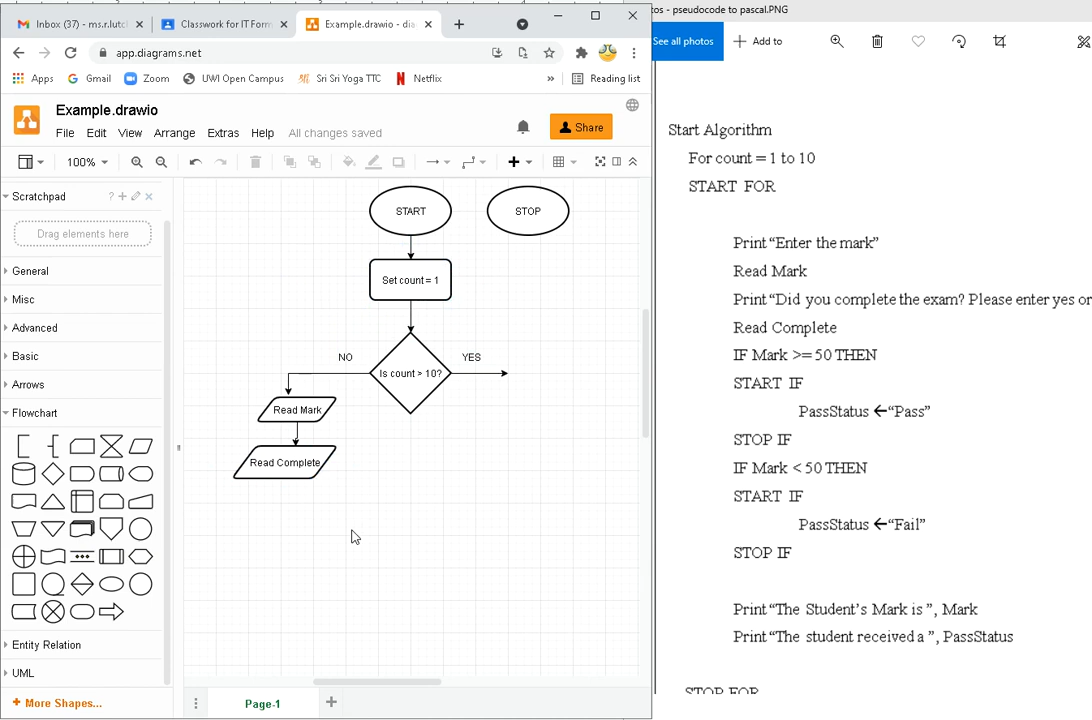 Inbox (37) - ms.r.lutch
Classwork for IT Form
Example.drawio - dia
app.diagrams.net
Apps
Gmail
Zoom
UWI Open Campus
Sri Sri Yoga TTC
Netflix
»
Reading list
Example.drawio
File Edit View Arrange Extras Help All changes saved
Share
100%
Scratchpad
Drag elements here
General
Misc
Advanced
Basic
Arrows
Flowchart
Entity Relation
UML
+ More Shapes...
START
STOP
Set count = 1
NO
YES
Is count > 10?
Read Mark
Read Complete
Page-1
tos - pseudocode to pascal.PNG
See all photos
Add to
Start Algorithm
For count = 1 to 10
START FOR
Print “Enter the mark”
Read Mark
Print “Did you complete the exam? Please enter yes or
Read Complete
IF Mark >= 50 THEN
START IF
PassStatus ←“Pass”
STOP IF
IF Mark < 50 THEN
START IF
PassStatus ←“Fail”
STOP IF
Print “The Student’s Mark is ”, Mark
Print “The student received a ”, PassStatus
STOP FOR